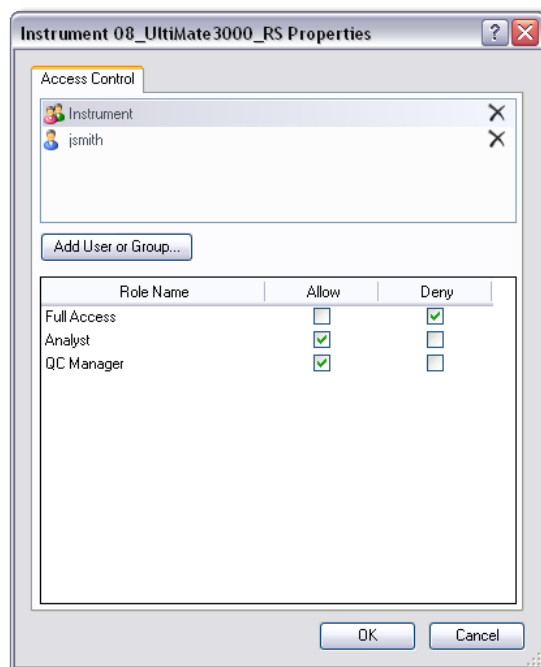 Instrument 08_UltiMate3000_RS Properties
Access Control
Instrument
jsmith
Add User or Group...
Role Name Allow Deny
Full Access
Analyst
QC Manager
OK Cancel